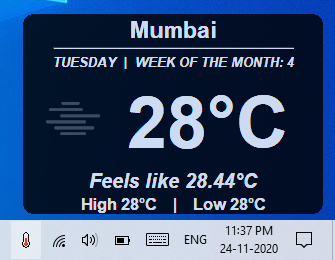 Mumbai
TUESDAY | WEEK OF THE MONTH: 4
28°C
Feels like 28.44°C
High 28°C | Low 28°C
ENG
11:37 PM
24-11-2020